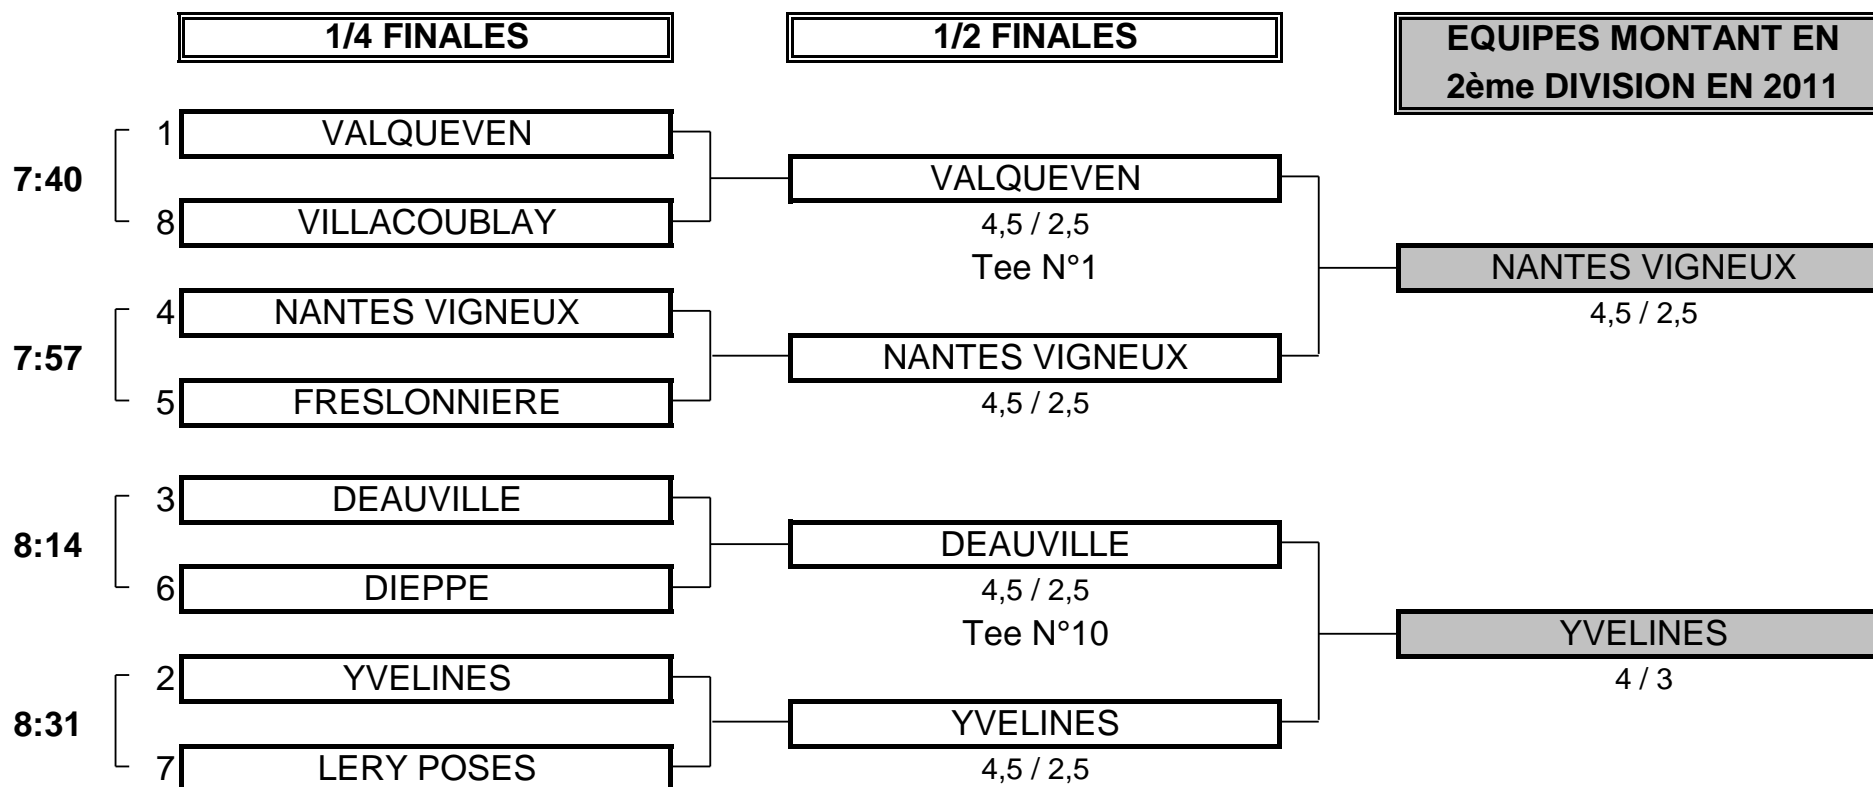 1/4 FINALES
1/2 FINALES
EQUIPES MONTANT EN
2ème DIVISION EN 2011
7:40
1 VALQUEVEN
8 VILLACOUBLAY
VALQUEVEN
4,5 / 2,5
Tee N°1
7:57
4 NANTES VIGNEUX
5 FRESLONNIERE
NANTES VIGNEUX
4,5 / 2,5
NANTES VIGNEUX
4,5 / 2,5
8:14
3 DEAUVILLE
6 DIEPPE
DEAUVILLE
4,5 / 2,5
Tee N°10
8:31
2 YVELINES
7 LERY POSES
YVELINES
4,5 / 2,5
YVELINES
4 / 3